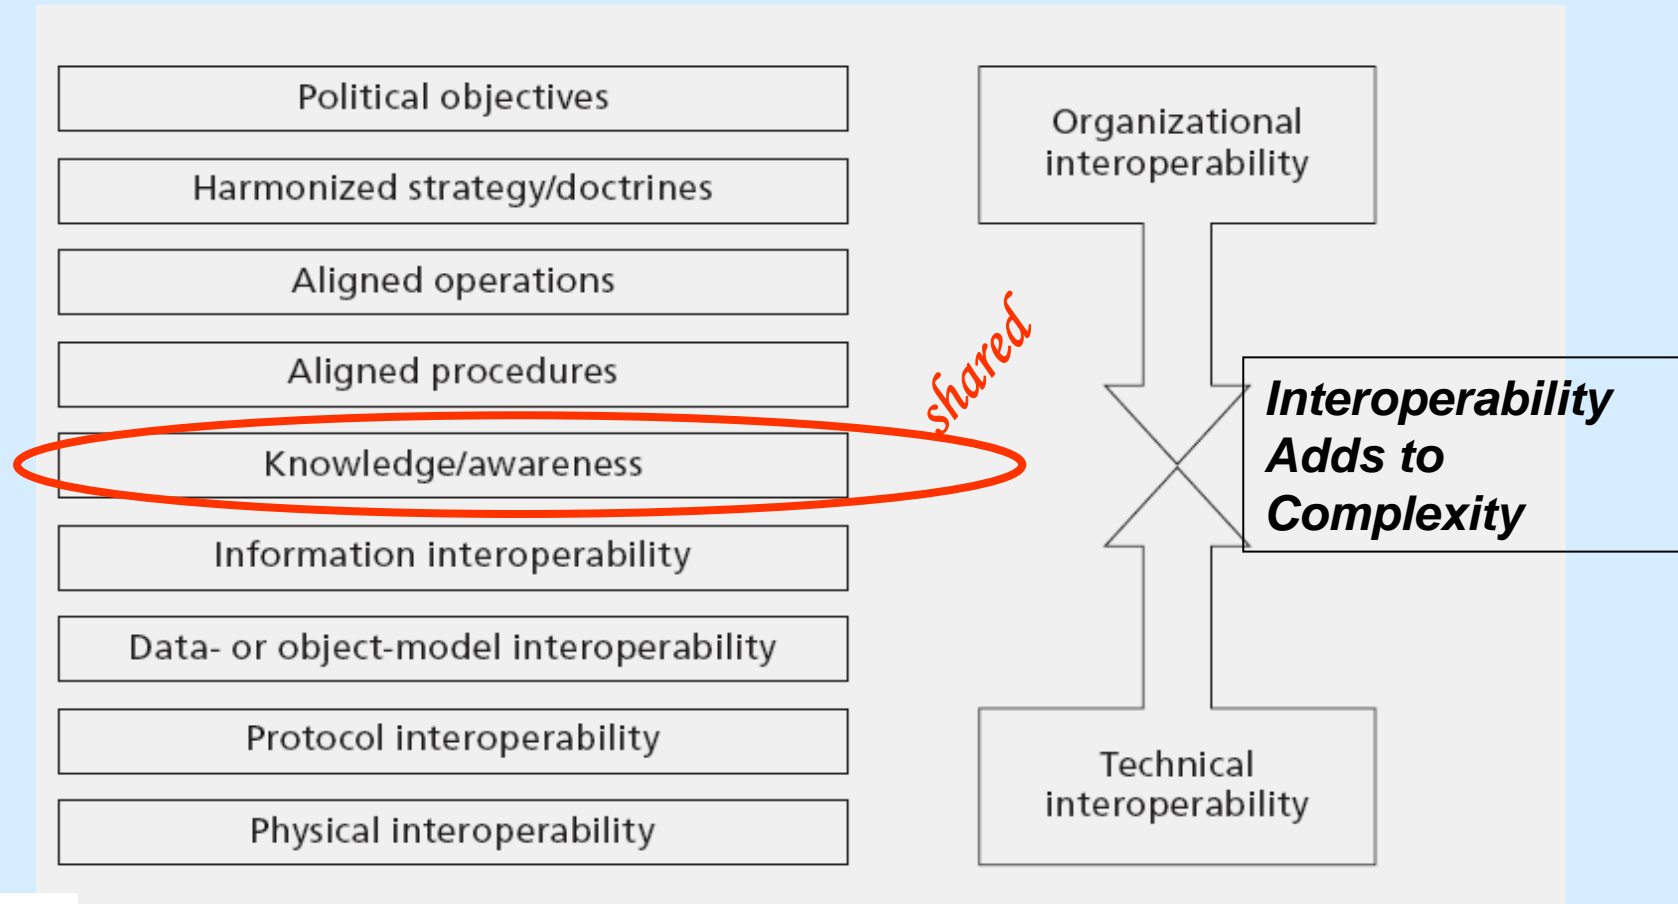 Political objectives
Harmonized strategy/doctrines
Aligned operations
Aligned procedures
Knowledge/awareness
Information interoperability
Data- or object-model interoperability
Protocol interoperability
Physical interoperability
shared
Organizational
interoperability
Interoperability
Adds to
Complexity
Technical
interoperability